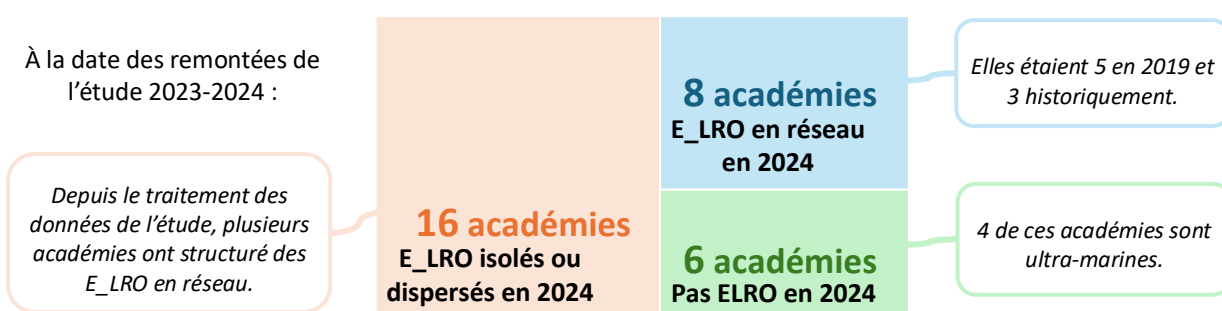 À la date des remontées de
l’étude 2023-2024 :
Depuis le traitement des
données de l’étude, plusieurs
académies ont structuré des
E_LRO en réseau.
16 académies
E_LRO isolés ou
dispersés en 2024
8 académies
E_LRO en réseau
en 2024
Elles étaient 5 en 2019 et
3 historiquement.
6 académies
Pas ELRO en 2024
4 de ces académies sont
ultra-marines.